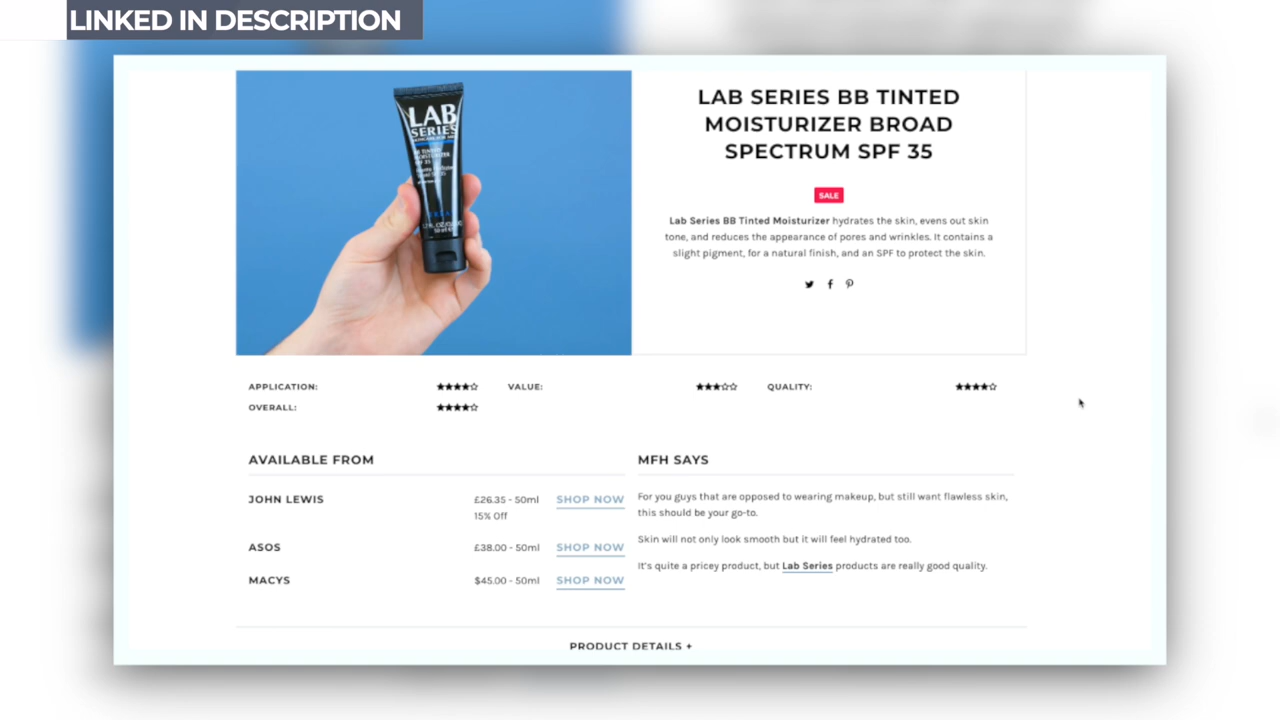 LINKED IN DESCRIPTION
LAB
SERIES
LAB SERIES BB TINTED
MOISTURIZER BROAD
SPECTRUM SPF 35
SALE
Lab Series BB Tinted Moisturizer hydrates the skin, evens out skin
tone, and reduces the appearance of pores and wrinkles. It contains a
slight pigment, for a natural finish, and an SPF to protect the skin.
APPLICATION: ★★★★☆ VALUE: ★★★☆☆ QUALITY: ★★★★☆
OVERALL: ★★★★☆
AVAILABLE FROM
JOHN LEWIS £26.35 - 50ml SHOP NOW
15% Off
ASOS £38.00 - 50ml SHOP NOW
MACYS $45.00 - 50ml SHOP NOW
MFH SAYS
For you guys that are opposed to wearing makeup, but still want flawless skin,
this should be your go-to.
Skin will not only look smooth but it will feel hydrated too.
It's quite a pricey product, but Lab Series products are really good quality.
PRODUCT DETAILS +